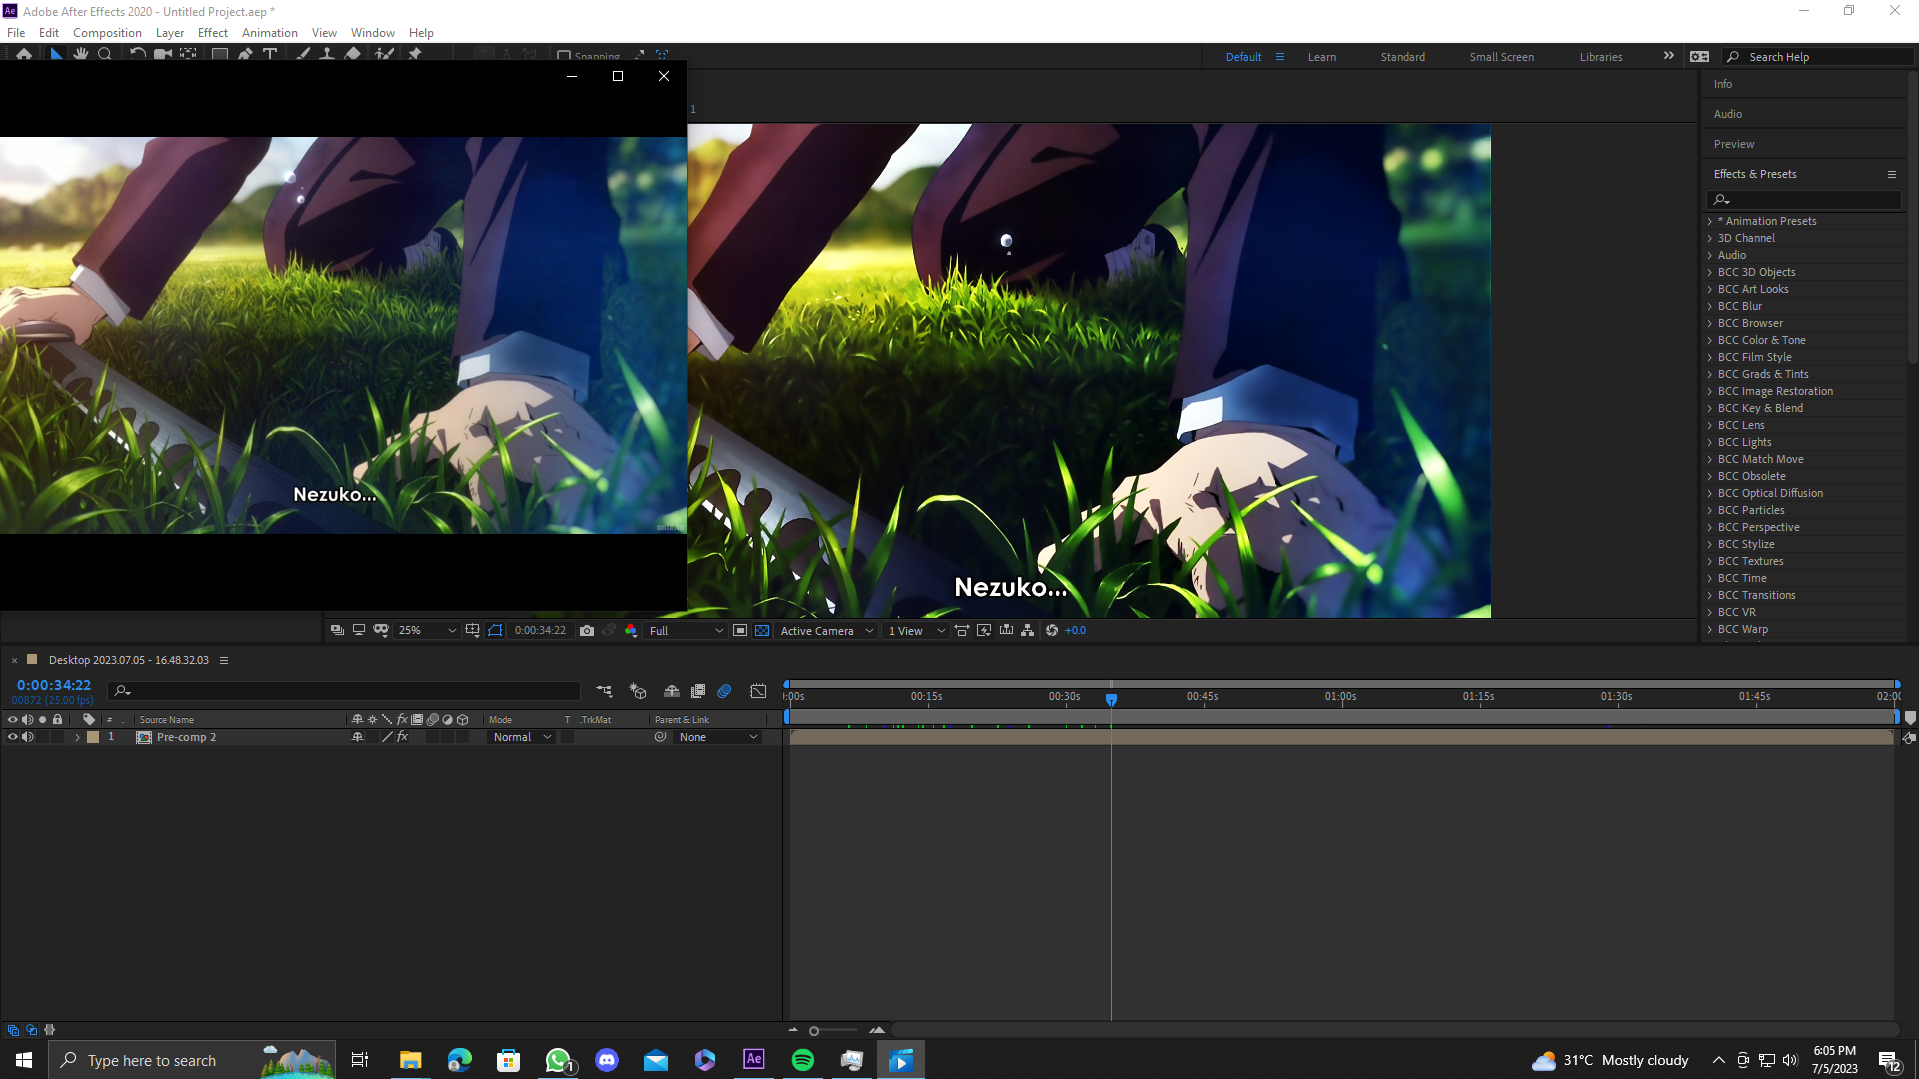 Ae Adobe After Effects 2020 - Untitled Project.aep *
File Edit Composition Layer Effect Animation View Window Help
Snapping
Default Learn Standard Small Screen Libraries Search Help
1
Nezuko...
Nezuko...
Info
Audio
Preview
Effects & Presets
* Animation Presets
3D Channel
Audio
BCC 3D Objects
BCC Art Looks
BCC Blur
BCC Browser
BCC Color & Tone
BCC Film Style
BCC Grads & Tints
BCC Image Restoration
BCC Key & Blend
BCC Lens
BCC Lights
BCC Match Move
BCC Obsolete
BCC Optical Diffusion
BCC Particles
BCC Perspective
BCC Stylize
BCC Textures
BCC Time
BCC Transitions
BCC VR
BCC Warp
25% 0:00:34:22 Full Active Camera 1 View +0.0
Desktop 2023.07.05 - 16.48.32.03
0:00:34:22
00872 (25.00 fps)
:00s 00:15s 00:30s 00:45s 01:00s 01:15s 01:30s 01:45s 02:00
# Source Name fx Mode T .TrkMat Parent & Link
1 Pre-comp 2 fx Normal None
Type here to search
1
Ae
31°C Mostly cloudy
6:05 PM
7/5/2023
12